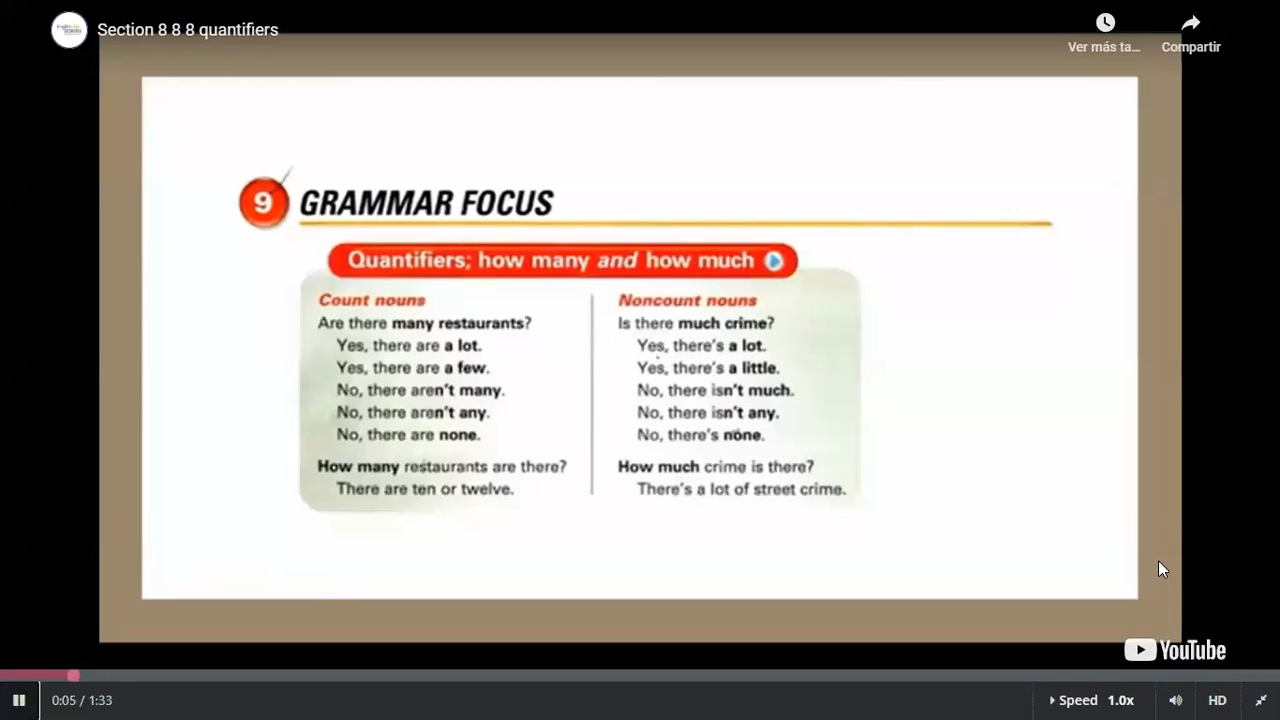 Section 8 8 8 quantifiers
Ver más ta...
Compartir
9 GRAMMAR FOCUS
Quantifiers; how many and how much
Count nouns
Are there many restaurants?
Yes, there are a lot.
Yes, there are a few.
No, there aren't many.
No, there aren't any.
No, there are none.
How many restaurants are there?
There are ten or twelve.
Noncount nouns
Is there much crime?
Yes, there's a lot.
Yes, there's a little.
No, there isn't much.
No, there isn't any.
No, there's none.
How much crime is there?
There's a lot of street crime.
YouTube
0:05 / 1:33
Speed 1.0x
HD